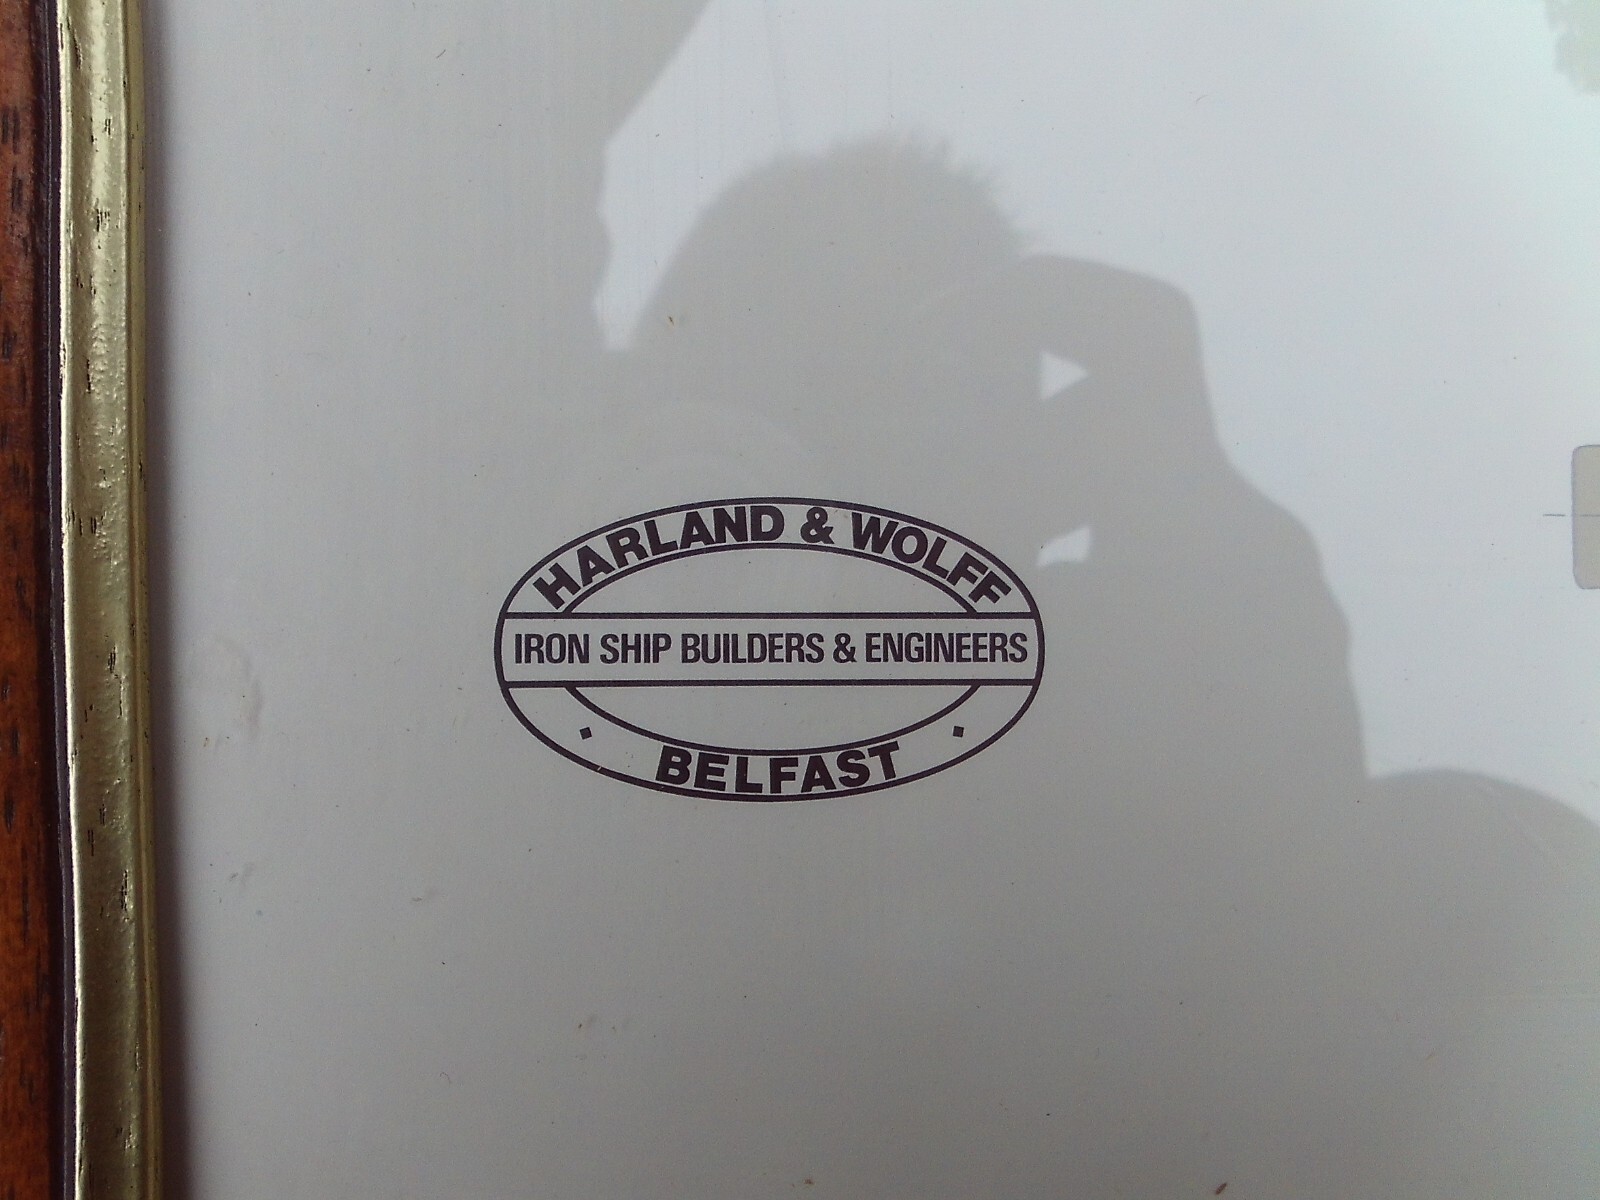 HARLAND & WOLFF
IRON SHIP BUILDERS & ENGINEERS
BELFAST